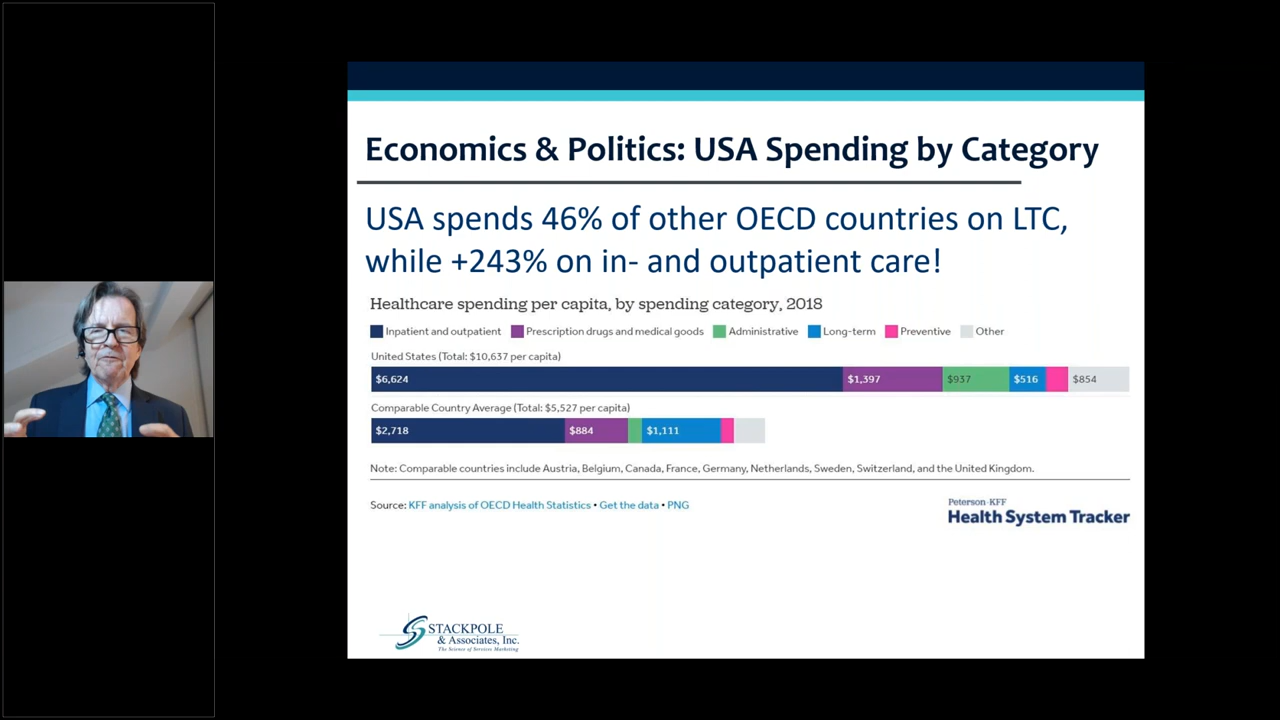 Economics & Politics: USA Spending by Category
USA spends 46% of other OECD countries on LTC,
while +243% on in- and outpatient care!
Healthcare spending per capita, by spending category, 2018
Inpatient and outpatient Prescription drugs and medical goods Administrative Long-term Preventive Other
United States (Total: $10,637 per capita)
$6,624 $1,397 $937 $516 $854
Comparable Country Average (Total: $5,527 per capita)
$2,718 $884 $1,111
Note: Comparable countries include Austria, Belgium, Canada, France, Germany, Netherlands, Sweden, Switzerland, and the United Kingdom.
Source: KFF analysis of OECD Health Statistics • Get the data • PNG
Peterson-KFF
Health System Tracker
STACKPOLE
& Associates, Inc.
The Science of Services Marketing